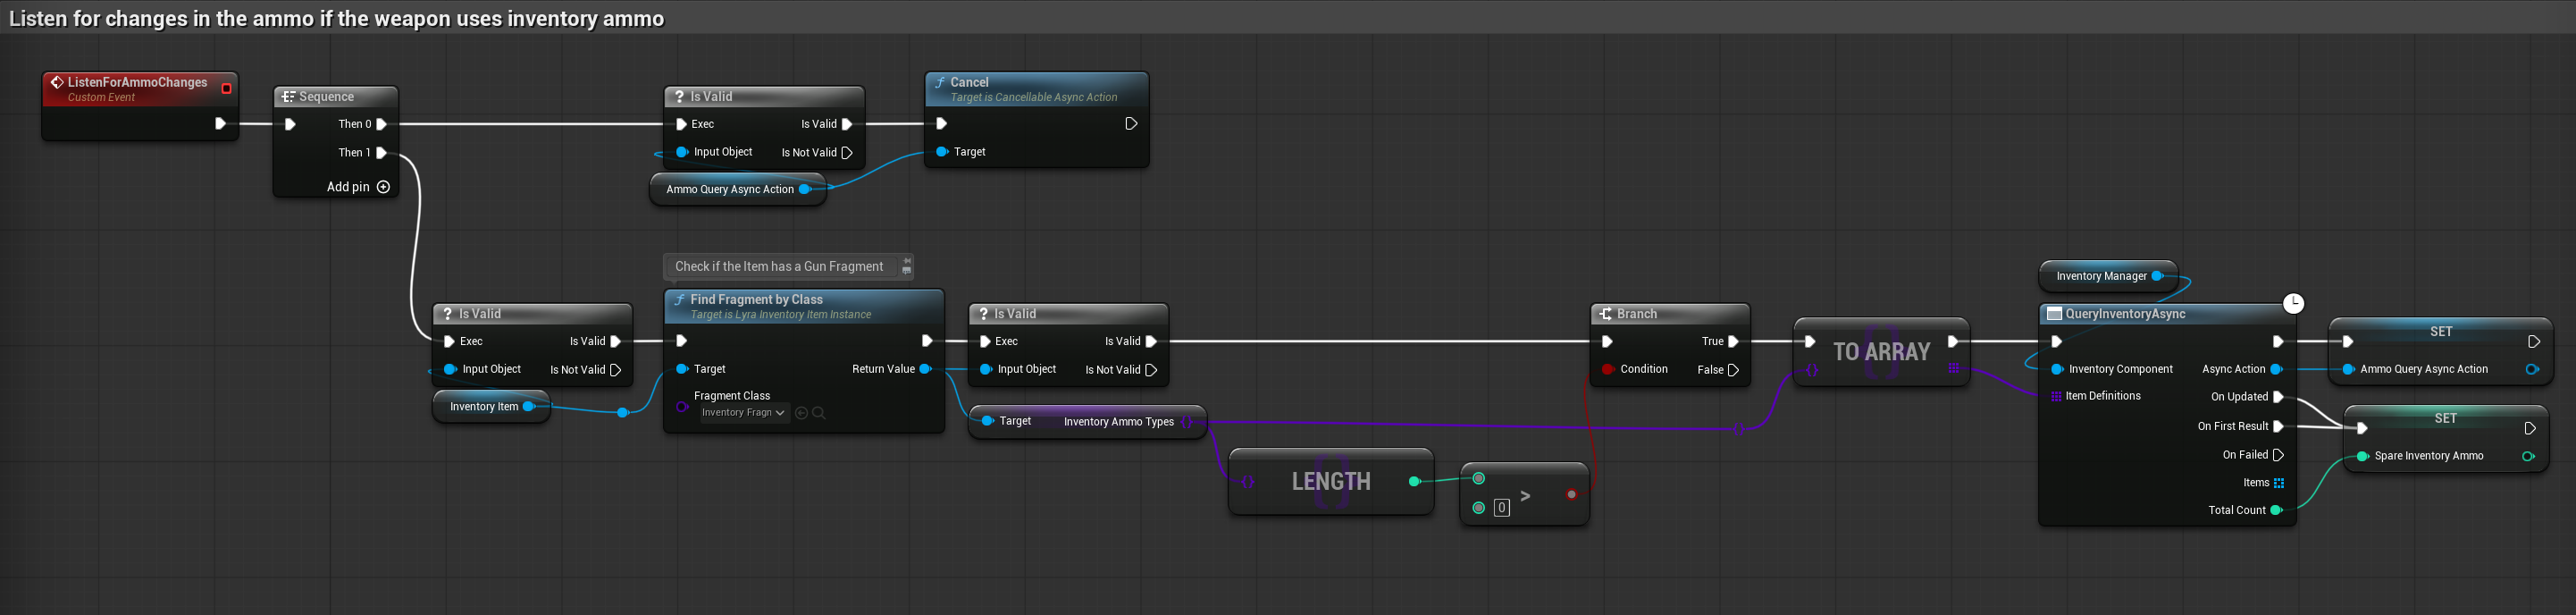 Listen for changes in the ammo if the weapon uses inventory ammo
ListenForAmmoChanges
Custom Event
Sequence
Then 0
Then 1
Add pin
? Is Valid
Exec
Is Valid
Input Object
Is Not Valid
Ammo Query Async Action
f Cancel
Target is Cancellable Async Action
Target
Check if the Item has a Gun Fragment
? Is Valid
Exec
Is Valid
Input Object
Is Not Valid
Inventory Item
f Find Fragment by Class
Target is Lyra Inventory Item Instance
Target
Return Value
Fragment Class
Inventory Fragn
? Is Valid
Exec
Is Valid
Input Object
Is Not Valid
Target
Inventory Ammo Types
LENGTH
0
>
Branch
True
Condition
False
TO ARRAY
Inventory Manager
QueryInventoryAsync
Inventory Component
Async Action
Item Definitions
On Updated
On First Result
On Failed
Items
Total Count
SET
Ammo Query Async Action
SET
Spare Inventory Ammo